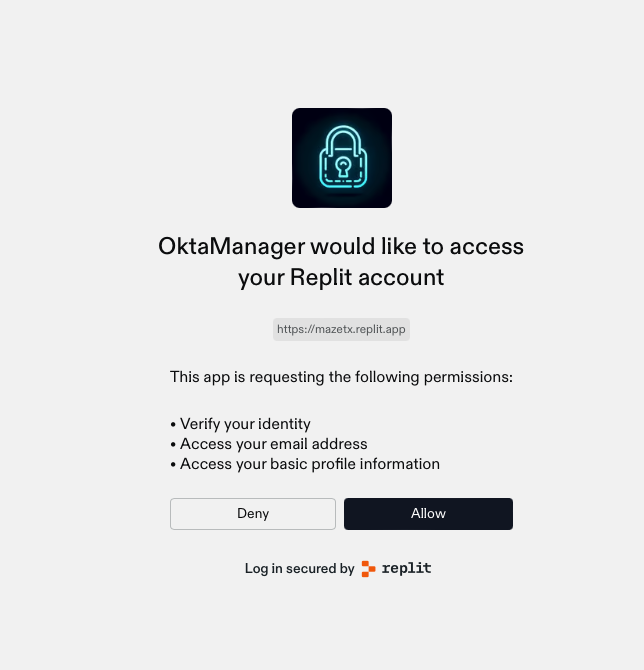 OktaManager would like to access
your Replit account
https://mazetx.replit.app
This app is requesting the following permissions:
• Verify your identity
• Access your email address
• Access your basic profile information
Deny Allow
Log in secured by replit